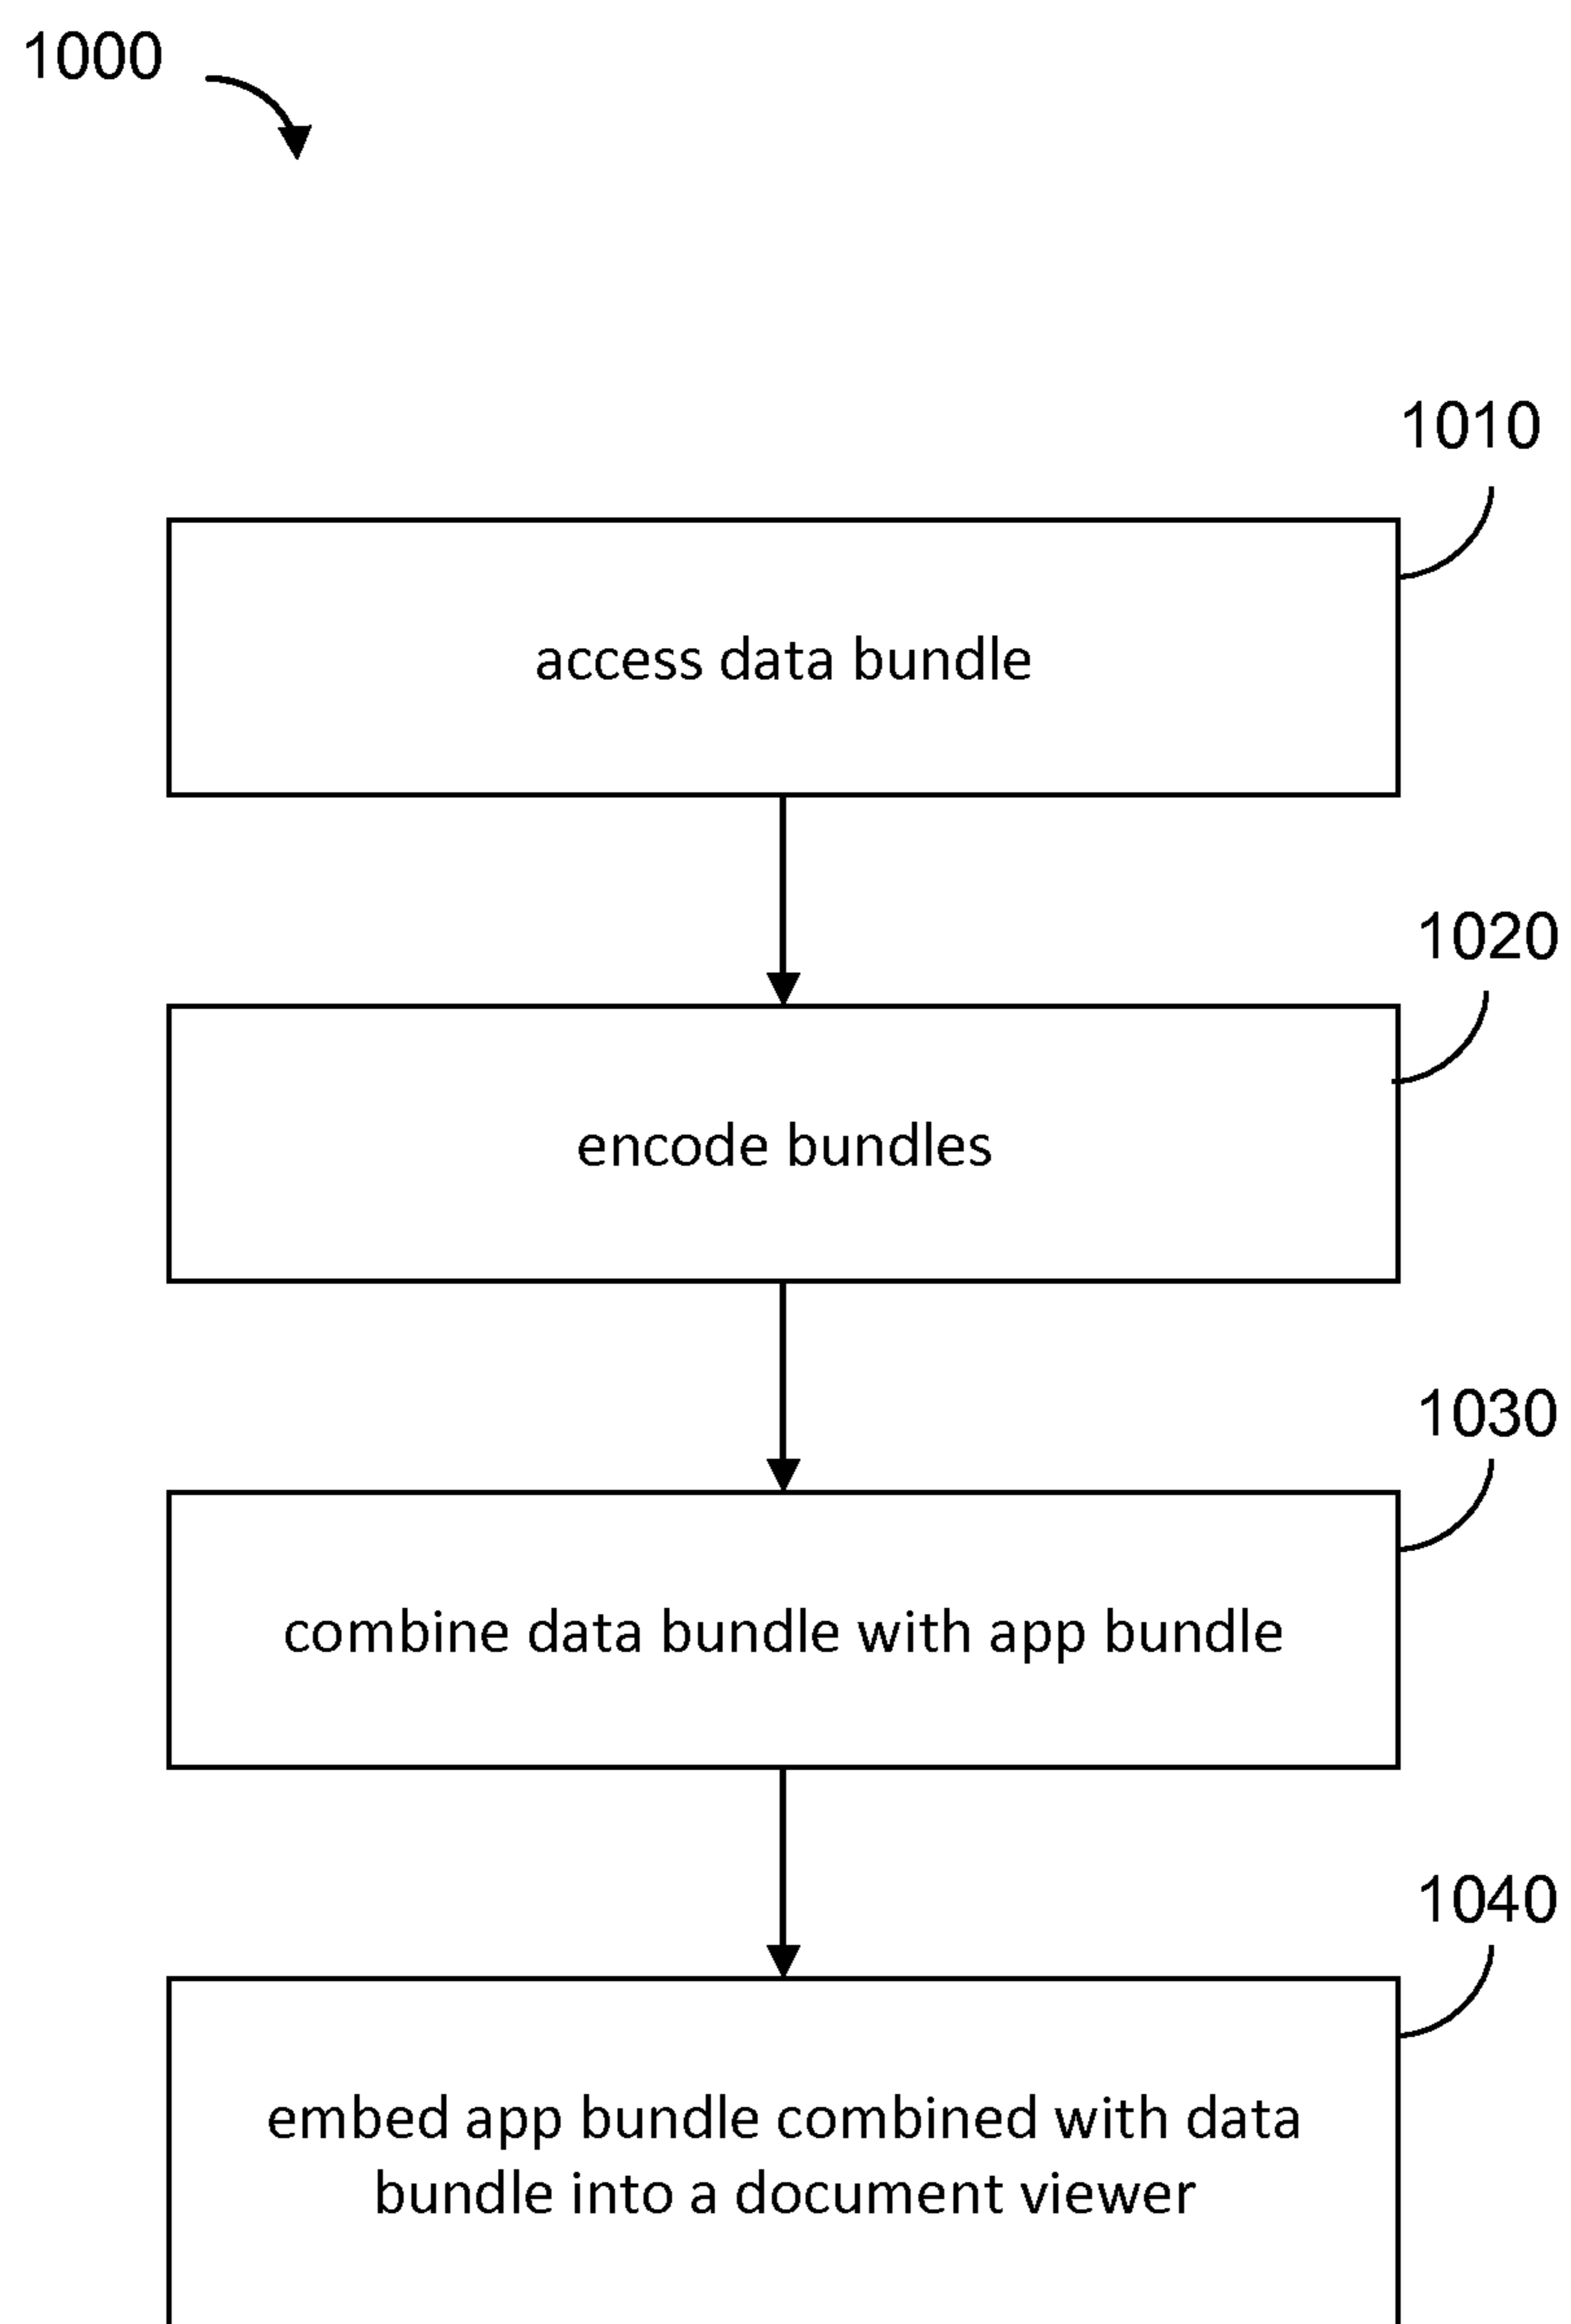 1000
1010
access data bundle
1020
encode bundles
1030
combine data bundle with app bundle
1040
embed app bundle combined with data
bundle into a document viewer